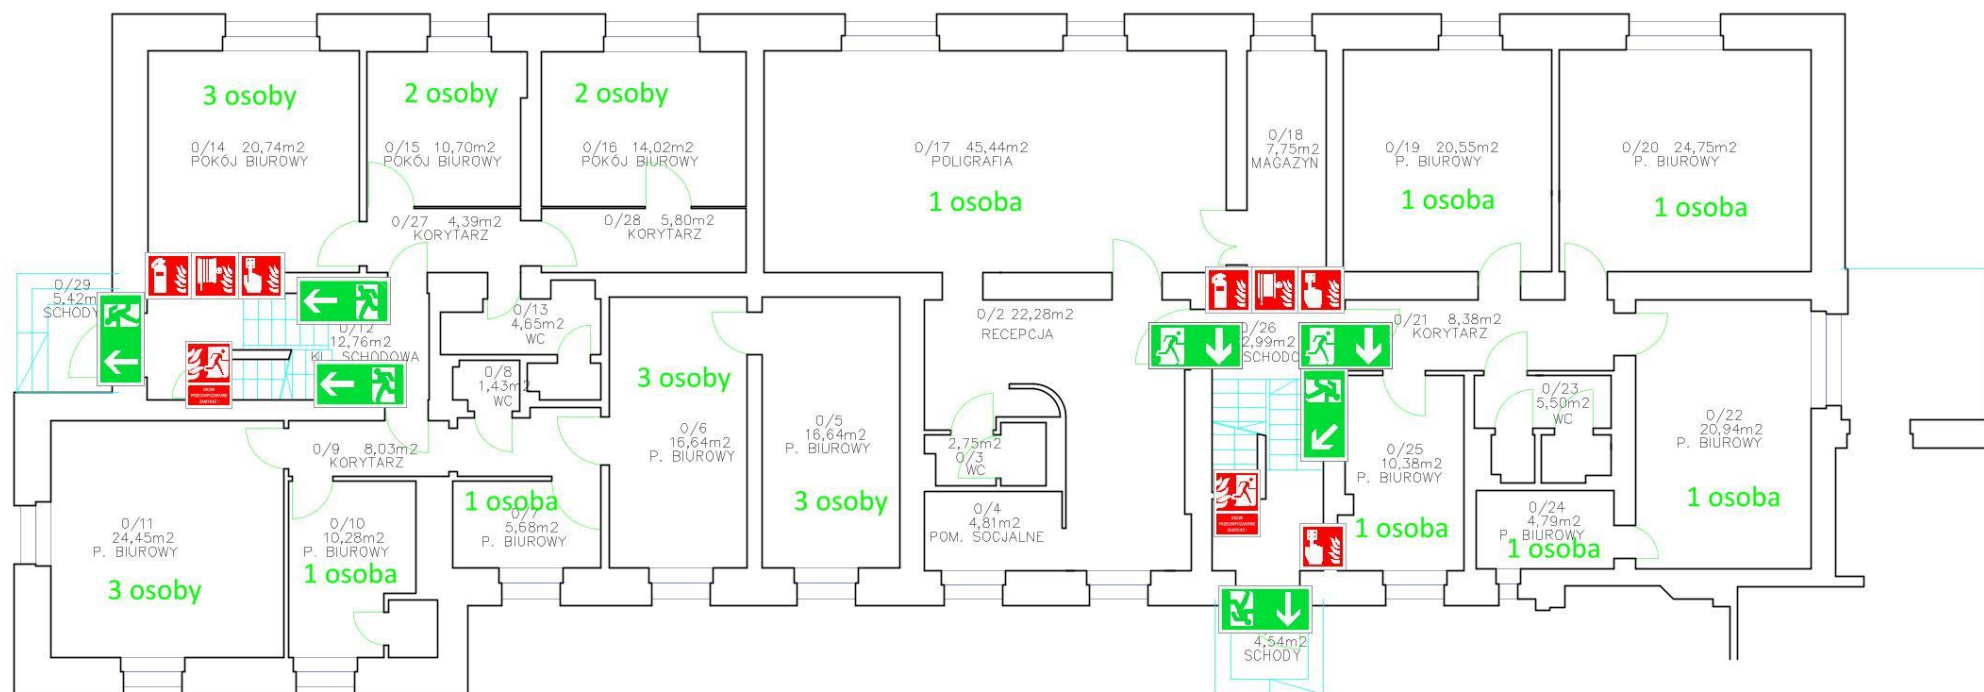 3 osoby
0/14 20,74m2
POKÓJ BIUROWY
2 osoby
0/15 10,70m2
POKÓJ BIUROWY
2 osoby
0/16 14,02m2
POKÓJ BIUROWY
0/17 45,44m2
POLIGRAFIA
1 osoba
0/18
7,75m2
MAGAZYN
0/19 20,55m2
P. BIUROWY
1 osoba
0/20 24,75m2
P. BIUROWY
1 osoba
0/27 4,39m2
KORYTARZ
0/28 5,80m2
KORYTARZ
0/29
5,42m
SCHODY
0/12
12,76m2
KL. SCHODOWA
0/13
4,65m2
WC
0/8
1,43m2
WC
0/2 22,28m2
RECEPCJA
0/26
2,99m2
SCHODO
0/21 8,38m2
KORYTARZ
3 osoby
0/6
16,64m2
P. BIUROWY
0/5
16,64m2
P. BIUROWY
3 osoby
2,75m2
0/3
WC
0/4
4,81m2
POM. SOCJALNE
0/23
5,50m2
WC
0/22
20,94m2
P. BIUROWY
1 osoba
0/25
10,38m2
P. BIUROWY
1 osoba
0/24
4,79m2
P. BIUROWY
1 osoba
0/9 8,03m2
KORYTARZ
0/11
24,45m2
P. BIUROWY
3 osoby
0/10
10,28m2
P. BIUROWY
1 osoba
1 osoba
0/7
5,68m2
P. BIUROWY
4,54m2
SCHODY